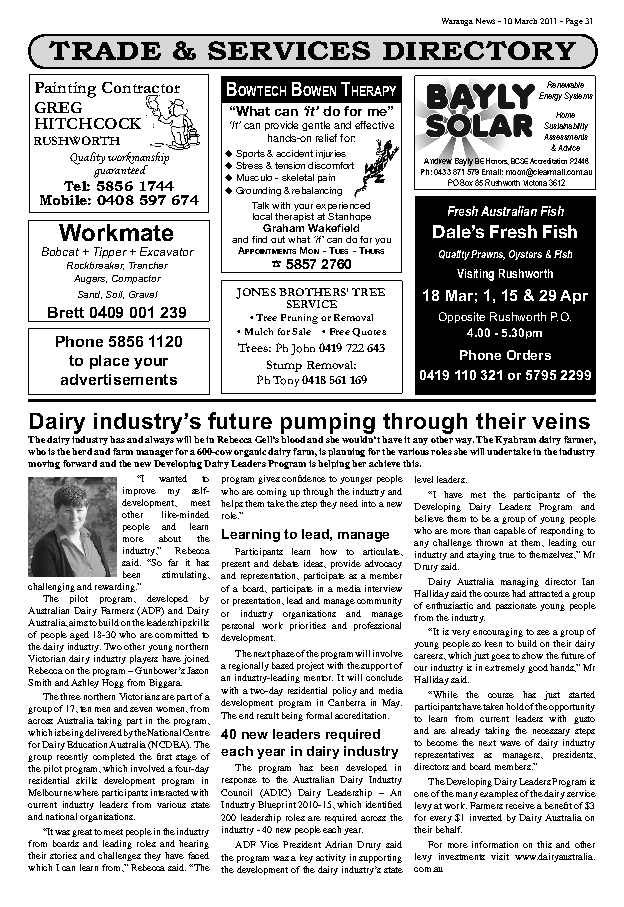 Waranga News - 10 March 2011 - Page 31
TRADE & SERVICES DIRECTORY
Painting Contractor
GREG
HITCHCOCK
RUSHWORTH
Quality workmanship
guaranteed
Tel: 5856 1744
Mobile: 0408 597 674
Workmate
Bobcat + Tipper + Excavator
Rockbreaker, Trencher
Augers, Compactor
Sand, Soil, Gravel
Brett 0409 001 239
Phone 5856 1120
to place your
advertisements
BOWTECH BOWEN THERAPY
“What can ‘it’ do for me”
‘It’ can provide gentle and effective
hands-on relief for:
◆ Sports & accident injuries
◆ Stress & tension discomfort
◆ Musculo - skeletal pain
◆ Grounding & rebalancing
Talk with your experienced
local therapist at Stanhope
Graham Wakefield
and find out what ‘it’ can do for you
APPOINTMENTS MON - TUES - THURS
☎ 5857 2760
JONES BROTHERS' TREE
SERVICE
• Tree Pruning or Removal
• Mulch for Sale • Free Quotes
Trees: Ph John 0419 722 643
Stump Removal:
Ph Tony 0418 561 169
BAYLY
SOLAR
Renewable
Energy Systems
Home
Sustainability
Assessments
& Advice
Andrew Bayly BE Honors, BCSE Accreditation P2446
Ph: 0433 871 579 Email: moon@clearmail.com.au
PO Box 85 Rushworth Victoria 3612
Fresh Australian Fish
Dale’s Fresh Fish
Quality Prawns, Oysters & Fish
Visiting Rushworth
18 Mar; 1, 15 & 29 Apr
Opposite Rushworth P.O.
4.00 - 5.30pm
Phone Orders
0419 110 321 or 5795 2299
Dairy industry’s future pumping through their veins
The dairy industry has and always will be in Rebecca Gell’s blood and she wouldn’t have it any other way. The Kyabram dairy farmer,
who is the herd and farm manager for a 600-cow organic dairy farm, is planning for the various roles she will undertake in the industry
moving forward and the new Developing Dairy Leaders Program is helping her achieve this.
“I wanted to
improve my self-
development, meet
other like-minded
people and learn
more about the
industry,” Rebecca
said. “So far it has
been stimulating,
challenging and rewarding.”
The pilot program, developed by
Australian Dairy Farmers (ADF) and Dairy
Australia, aims to build on the leadership skills
of people aged 18-30 who are committed to
the dairy industry. Two other young northern
Victorian dairy industry players have joined
Rebecca on the program – Gunbower’s Jason
Smith and Ashley Hogg from Biggara.
The three northern Victorians are part of a
group of 17, ten men and seven women, from
across Australia taking part in the program,
which is being delivered by the National Centre
for Dairy Education Australia (NCDEA). The
group recently completed the first stage of
the pilot program, which involved a four-day
residential skills development program in
Melbourne where participants interacted with
current industry leaders from various state
and national organizations.
“It was great to meet people in the industry
from boards and leading roles and hearing
their stories and challenges they have faced
which I can learn from,” Rebecca said. “The
program gives confidence to younger people
who are coming up through the industry and
helps them take the step they need into a new
role.”
Learning to lead, manage
Participants learn how to articulate,
present and debate ideas, provide advocacy
and representation, participate as a member
of a board, participate in a media interview
or presentation, lead and manage community
or industry organizations and manage
personal work priorities and professional
development.
The next phase of the program will involve
a regionally based project with the support of
an industry-leading mentor. It will conclude
with a two-day residential policy and media
development program in Canberra in May.
The end result being formal accreditation.
40 new leaders required
each year in dairy industry
The program has been developed in
response to the Australian Dairy Industry
Council (ADIC) Dairy Leadership – An
Industry Blueprint 2010-15, which identified
200 leadership roles are required across the
industry - 40 new people each year.
ADF Vice President Adrian Drury said
the program was a key activity in supporting
the development of the dairy industry’s state
level leaders.
“I have met the participants of the
Developing Dairy Leaders Program and
believe them to be a group of young people
who are more than capable of responding to
any challenge thrown at them, leading our
industry and staying true to themselves,” Mr
Drury said.
Dairy Australia managing director Ian
Halliday said the course had attracted a group
of enthusiastic and passionate young people
from the industry.
“It is very encouraging to see a group of
young people so keen to build on their dairy
careers, which just goes to show the future of
our industry is in extremely good hands,” Mr
Halliday said.
“While the course has just started
participants have taken hold of the opportunity
to learn from current leaders with gusto
and are already taking the necessary steps
to become the next wave of dairy industry
representatives as managers, presidents,
directors and board members.”
The Developing Dairy Leaders Program is
one of the many examples of the dairy service
levy at work. Farmers receive a benefit of $3
for every $1 invested by Dairy Australia on
their behalf.
For more information on this and other
levy investments visit www.dairyaustralia.
com.au